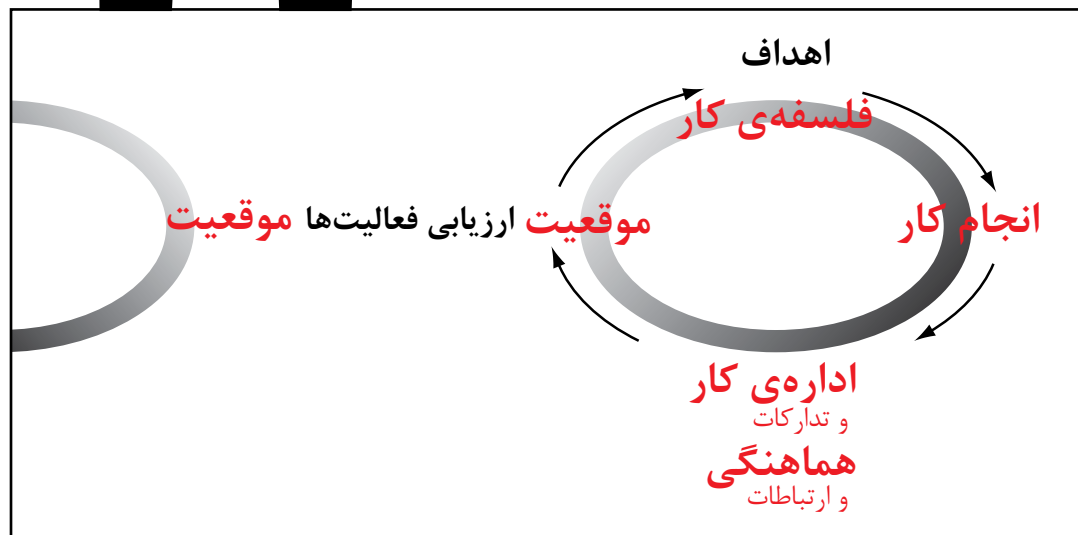 اهداف
فلسفه‌ی کار
انجام کار
موقعیت ارزیابی فعالیت‌ها موقعیت
اداره‌ی کار
و تدارکات
هماهنگی
و ارتباطات